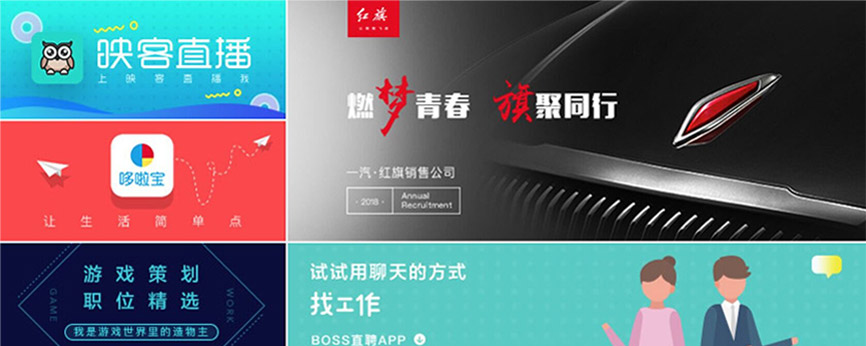 映客直播
上映客直播我
哆啦宝
让生活简单点
游戏策划
职位精选
GAME
WORK
我是游戏世界里的造物主
红旗
燃梦青春 旗聚同行
一汽·红旗销售公司
·2018·
Annual
Recruitment
试试用聊天的方式
找工作
BOSS直聘APP